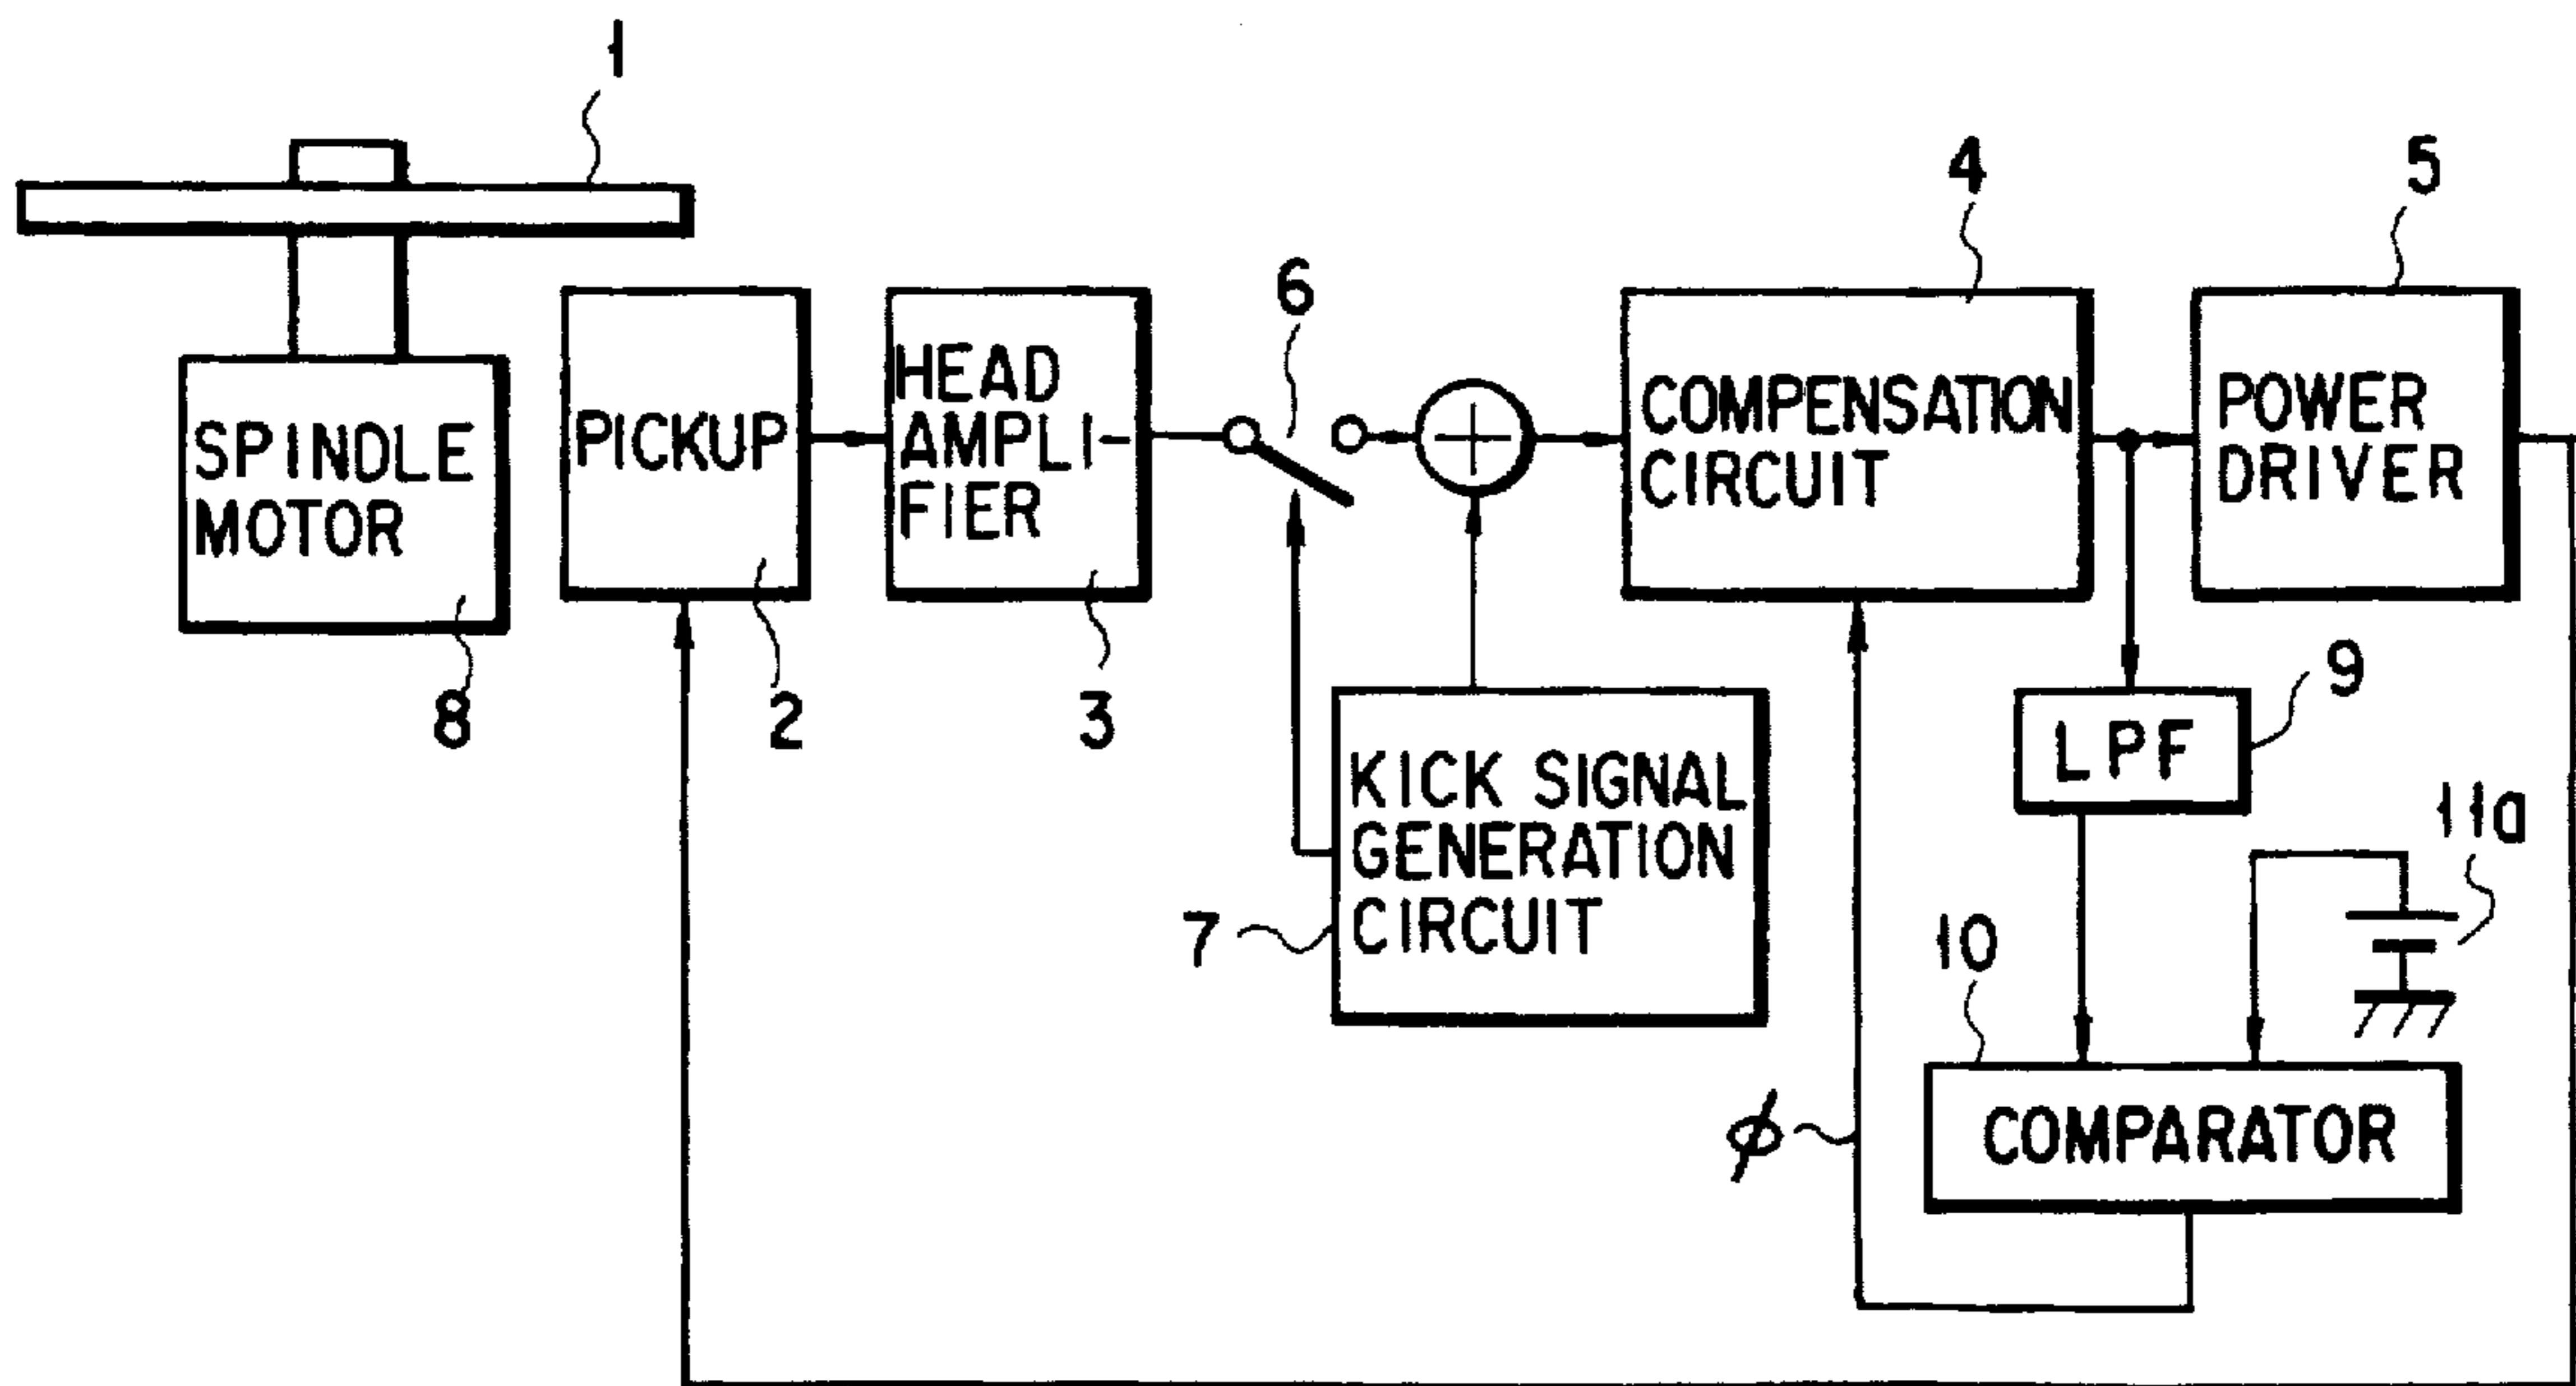 1
4
5
6
HEAD
AMPLI-
FIER
PICKUP
COMPENSATION
CIRCUIT
POWER
DRIVER
SPINDLE
MOTOR
8
2
3
9
LPF
KICK SIGNAL
GENERATION
CIRCUIT
7
11a
10
COMPARATOR
ϕ